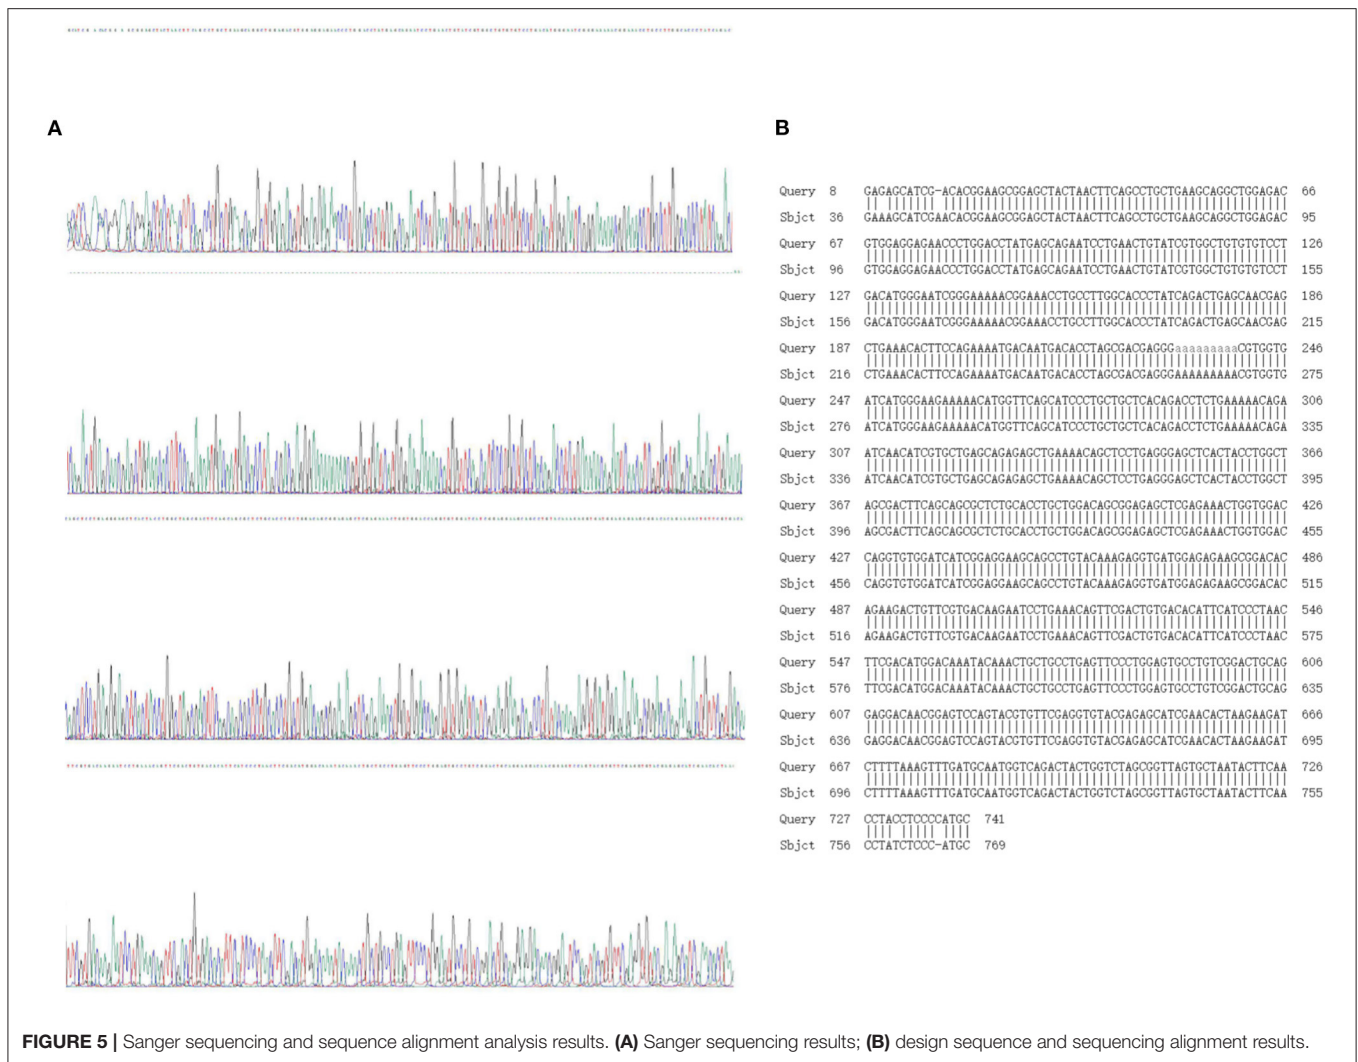 A
B
Query 8 GAGAGCATCG-ACACGGAAGCGGAGCTACTAACTTCAGCCTGCTGAAGCAGGCTGGAGAC 66
Sbjct 36 GAAAGCATCGAACACGGAAGCGGAGCTACTAACTTCAGCCTGCTGAAGCAGGCTGGAGAC 95
Query 67 GTGGAGGAGAACCCTGGACCTATGAGCAGAATCCTGAACTGTATCGTGGCTGTGTGTCCT 126
Sbjct 96 GTGGAGGAGAACCCTGGACCTATGAGCAGAATCCTGAACTGTATCGTGGCTGTGTGTCCT 155
Query 127 GACATGGGAATCGGGAAAAACGGAAACCTGCCTTGGCACCCTATCAGACTGAGCAACGAG 186
Sbjct 156 GACATGGGAATCGGGAAAAACGGAAACCTGCCTTGGCACCCTATCAGACTGAGCAACGAG 215
Query 187 CTGAAACACTTCCAGAAAATGACAATGACACCTAGCGACGAGGGaaaaaaaaaCGTGGTG 246
Sbjct 216 CTGAAACACTTCCAGAAAATGACAATGACACCTAGCGACGAGGGAAAAAAAAACGTGGTG 275
Query 247 ATCATGGGAAGAAAAACATGGTTCAGCATCCCTGCTGCTCACAGACCTCTGAAAAACAGA 306
Sbjct 276 ATCATGGGAAGAAAAACATGGTTCAGCATCCCTGCTGCTCACAGACCTCTGAAAAACAGA 335
Query 307 ATCAACATCGTGCTGAGCAGAGAGCTGAAAACAGCTCCTGAGGGAGCTCACTACCTGGCT 366
Sbjct 336 ATCAACATCGTGCTGAGCAGAGAGCTGAAAACAGCTCCTGAGGGAGCTCACTACCTGGCT 395
Query 367 AGCGACTTCAGCAGCGCTCTGCACCTGCTGGACAGCGGAGAGCTCGAGAAACTGGTGGAC 426
Sbjct 396 AGCGACTTCAGCAGCGCTCTGCACCTGCTGGACAGCGGAGAGCTCGAGAAACTGGTGGAC 455
Query 427 CAGGTGTGGATCATCGGAGGAAGCAGCCTGTACAAAGAGGTGATGGAGAGAAGCGGACAC 486
Sbjct 456 CAGGTGTGGATCATCGGAGGAAGCAGCCTGTACAAAGAGGTGATGGAGAGAAGCGGACAC 515
Query 487 AGAAGACTGTTCGTGACAAGAATCCTGAAACAGTTCGACTGTGACACATTCATCCCTAAC 546
Sbjct 516 AGAAGACTGTTCGTGACAAGAATCCTGAAACAGTTCGACTGTGACACATTCATCCCTAAC 575
Query 547 TTCGACATGGACAAATACAAACTGCTGCCTGAGTTCCCTGGAGTGCCTGTCGGACTGCAG 606
Sbjct 576 TTCGACATGGACAAATACAAACTGCTGCCTGAGTTCCCTGGAGTGCCTGTCGGACTGCAG 635
Query 607 GAGGACAACGGAGTCCAGTACGTGTTCGAGGTGTACGAGAGCATCGAACACTAAGAAGAT 666
Sbjct 636 GAGGACAACGGAGTCCAGTACGTGTTCGAGGTGTACGAGAGCATCGAACACTAAGAAGAT 695
Query 667 CTTTTAAAGTTTGATGCAATGGTCAGACTACTGGTCTAGCGGTTAGTGCTAATACTTCAA 726
Sbjct 696 CTTTTAAAGTTTGATGCAATGGTCAGACTACTGGTCTAGCGGTTAGTGCTAATACTTCAA 755
Query 727 CCTACCTCCCCATGC 741
Sbjct 756 CCTATCTCCC-ATGC 769
FIGURE 5 | Sanger sequencing and sequence alignment analysis results. (A) Sanger sequencing results; (B) design sequence and sequencing alignment results.